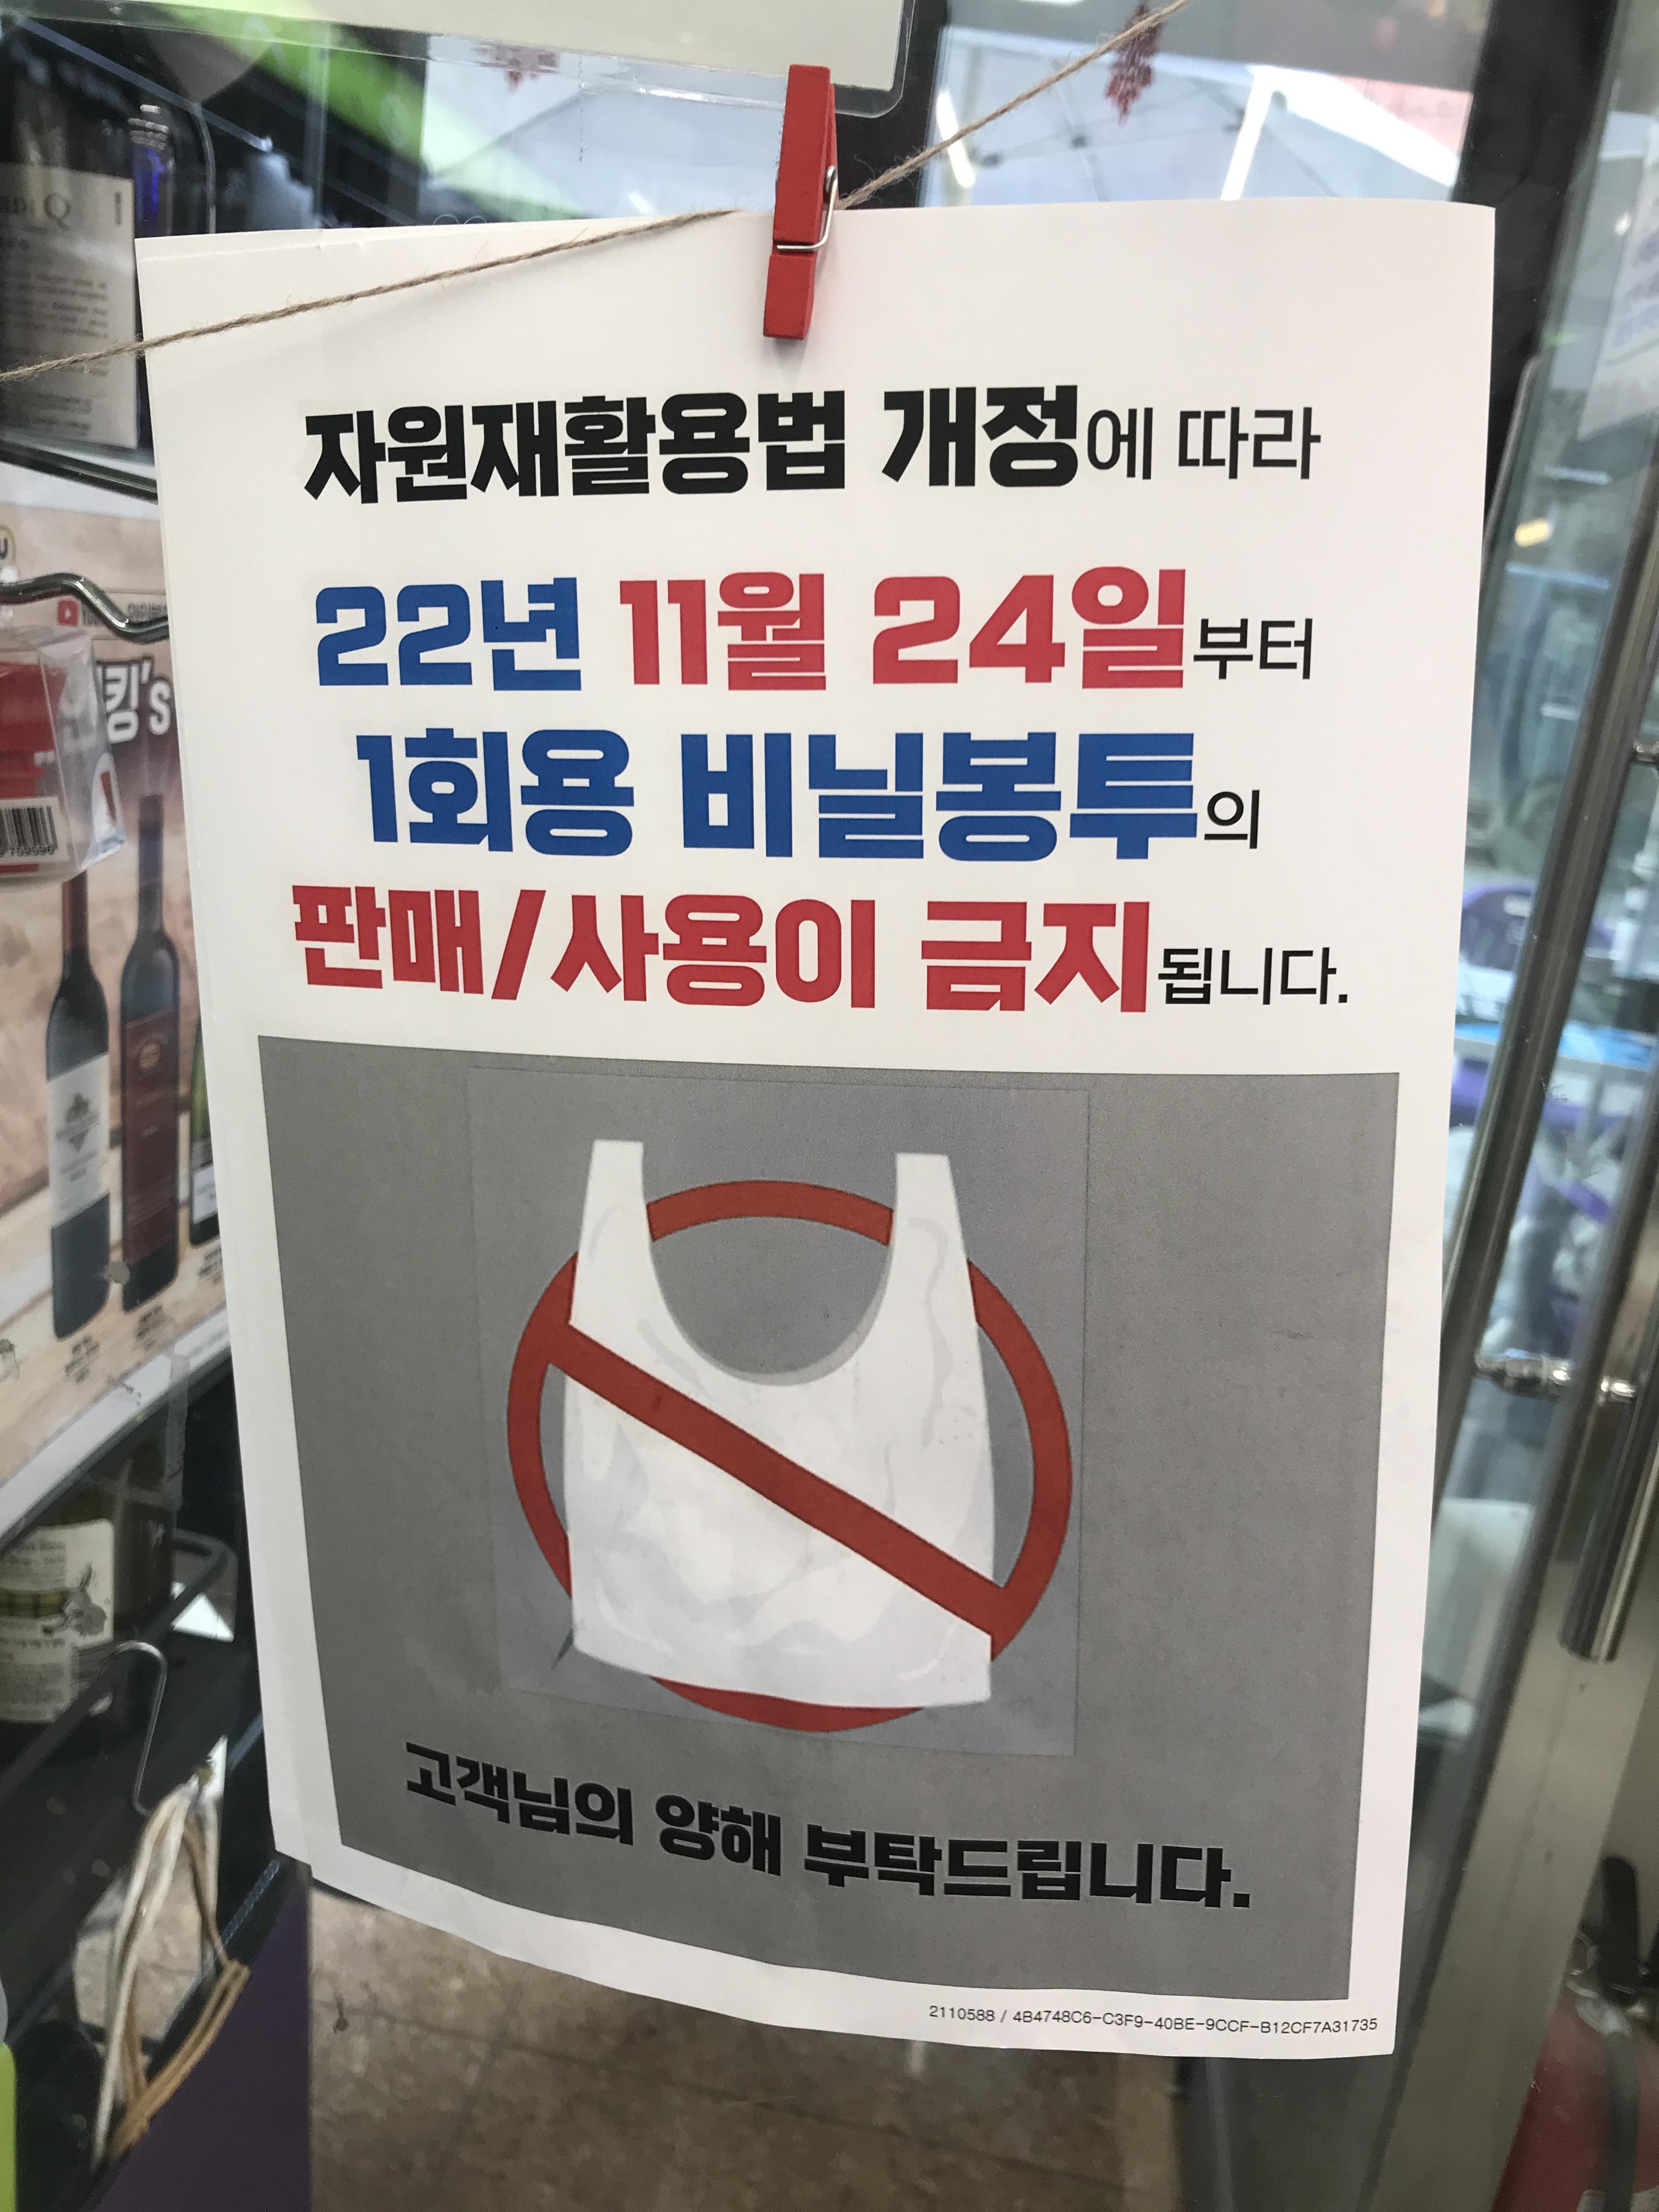 자원재활용법 개정에 따라
22년 11월 24일부터
1회용 비닐봉투의
판매/사용이 금지됩니다.
고객님의 양해 부탁드립니다.
2110588 / 4B4748C6-C3F9-40BE-9CCF-B12CF7A31735
킹's